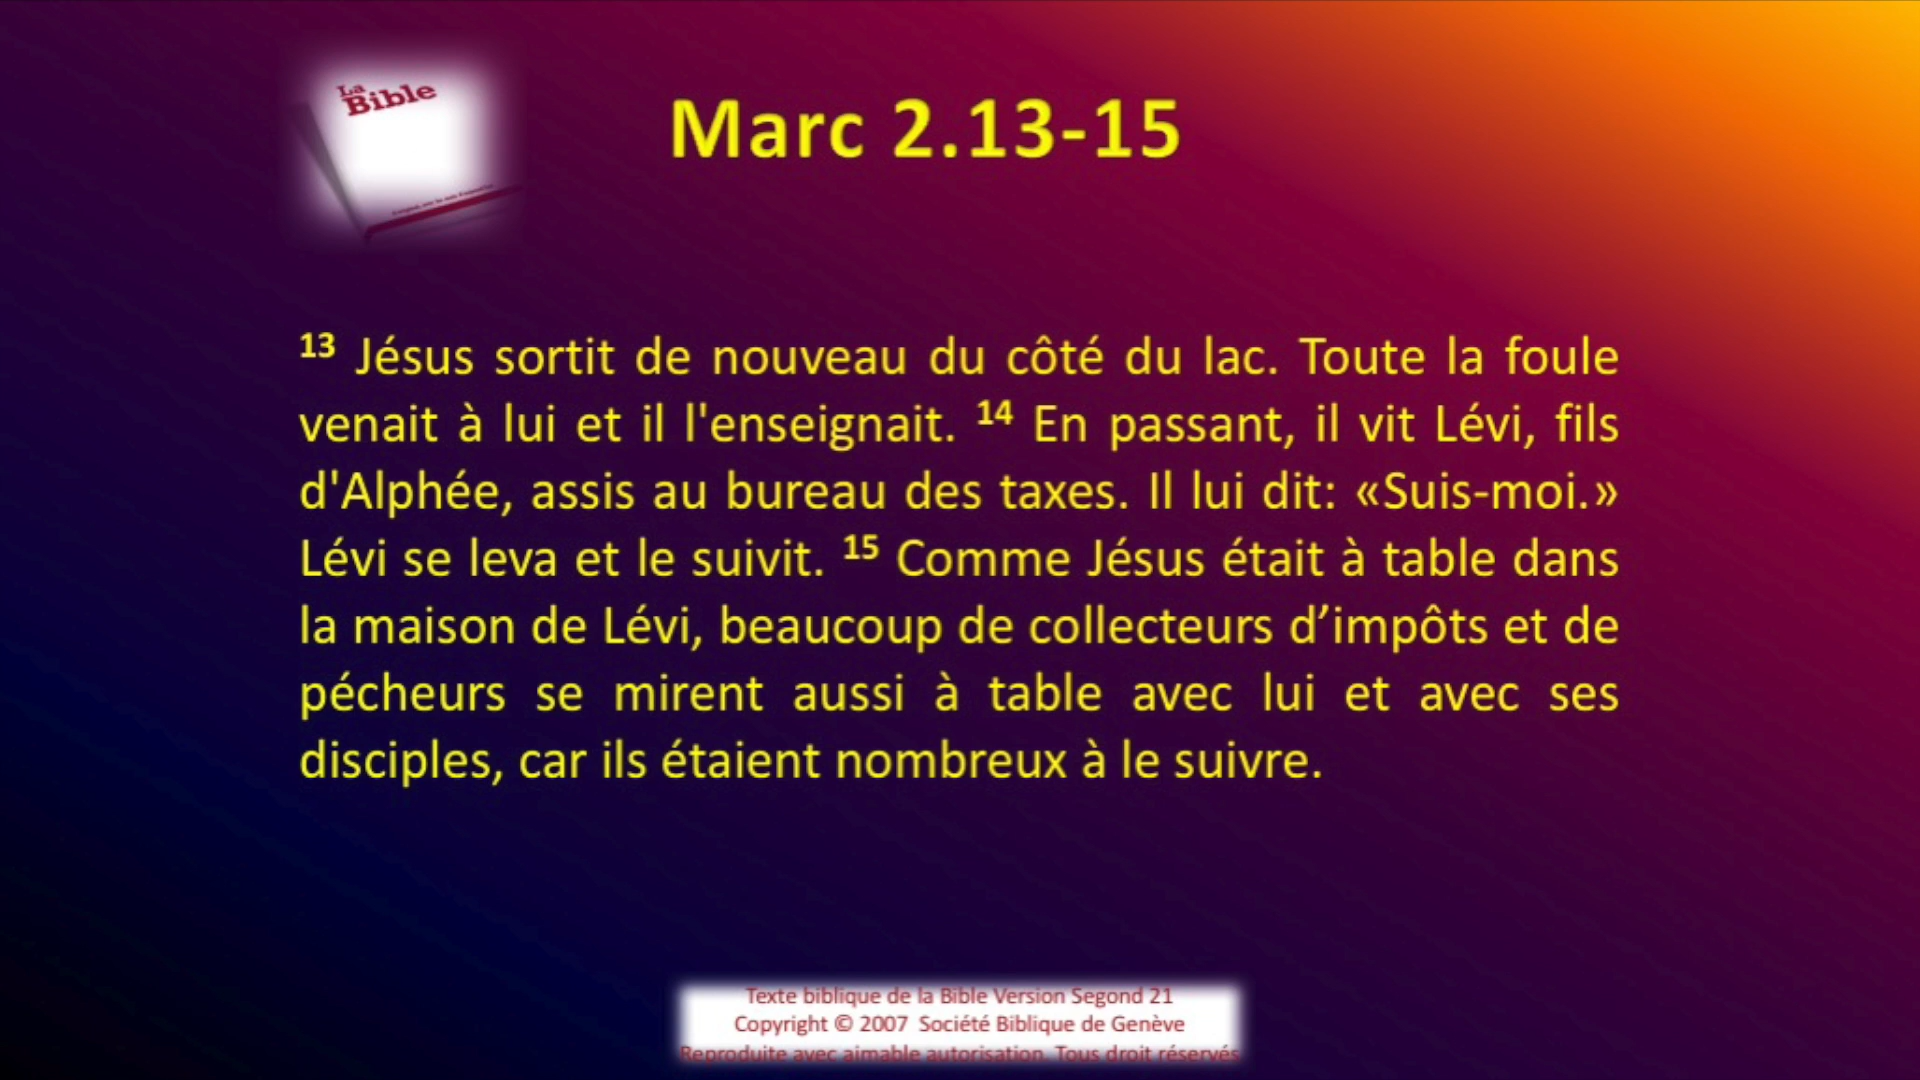 La
Bible
Marc 2.13-15
13 Jésus sortit de nouveau du côté du lac. Toute la foule
venait à lui et il l'enseignait. 14 En passant, il vit Lévi, fils
d'Alphée, assis au bureau des taxes. Il lui dit: «Suis-moi.»
Lévi se leva et le suivit. 15 Comme Jésus était à table dans
la maison de Lévi, beaucoup de collecteurs d’impôts et de
pécheurs se mirent aussi à table avec lui et avec ses
disciples, car ils étaient nombreux à le suivre.
Texte biblique de la Bible Version Segond 21
Copyright © 2007 Société Biblique de Genève
Reproduite avec aimable autorisation. Tous droit réservés